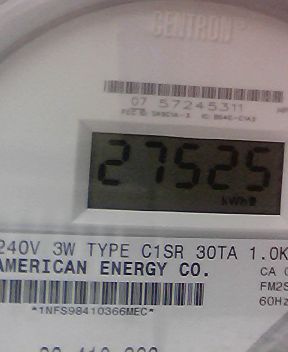 CENTRON®
07 57245311
27525
kWh
240V 3W TYPE C1SR 30TA 1.0K
AMERICAN ENERGY CO.
CA
FM2S
60Hz
*1NFS98410366MEC*